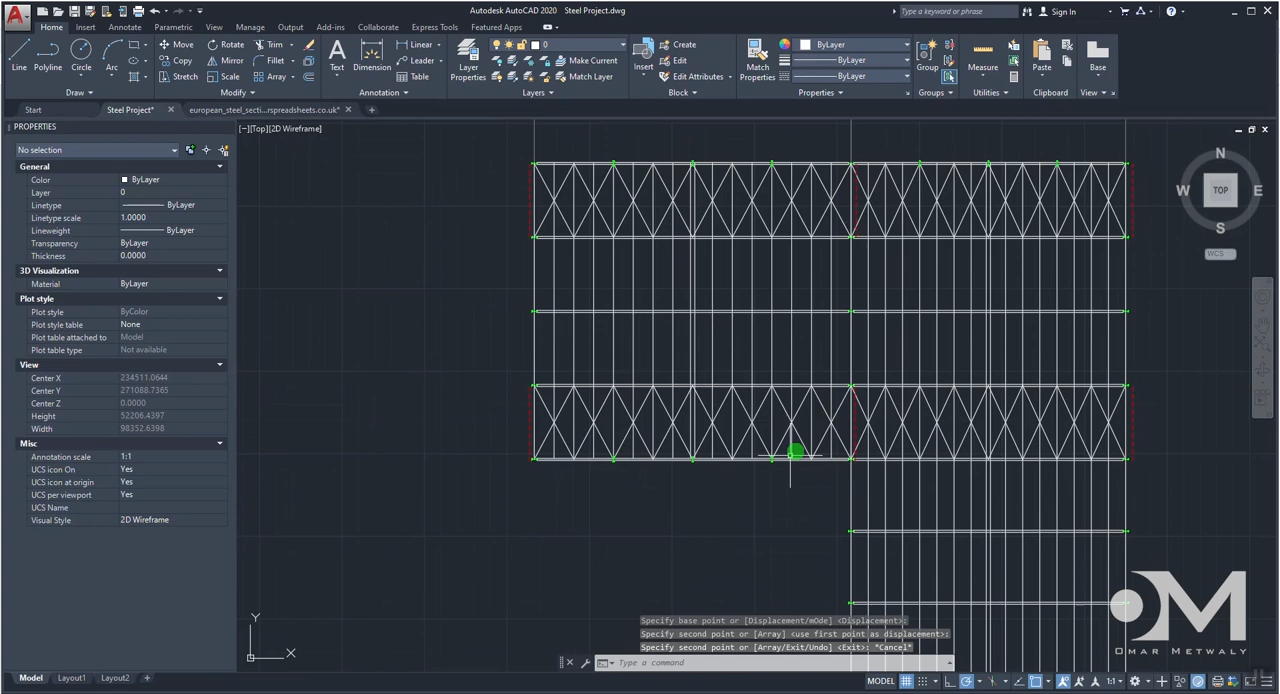 Autodesk AutoCAD 2020 Steel Project.dwg
Type a keyword or phrase
Sign In
Home Insert Annotate Parametric View Manage Output Add-ins Collaborate Express Tools Featured Apps
Line Polyline Circle Arc
Move Rotate Trim
Copy Mirror Fillet
Stretch Scale Array
Text Dimension
Linear
Leader
Table
Layer Properties
0
Make Current
Match Layer
Insert
Create
Edit
Edit Attributes
Match Properties
ByLayer
ByLayer
ByLayer
Group
Measure
Paste
Base
Draw Modify Annotation Layers Block Properties Groups Utilities Clipboard View
Start Steel Project* european_steel_secti...rspreadsheets.co.uk*
PROPERTIES
[−][Top][2D Wireframe]
No selection
General
Color ByLayer
Layer 0
Linetype ByLayer
Linetype scale 1.0000
Lineweight ByLayer
Transparency ByLayer
Thickness 0.0000
3D Visualization
Material ByLayer
Plot style
Plot style ByColor
Plot style table None
Plot table attached to Model
Plot table type Not available
View
Center X 234511.0644
Center Y 271088.7365
Center Z 0.0000
Height 52206.4397
Width 98352.6398
Misc
Annotation scale 1:1
UCS icon On Yes
UCS icon at origin Yes
UCS per viewport Yes
UCS Name
Visual Style 2D Wireframe
N
W TOP E
S
WCS
Y
X
Specify base point or [Displacement/mOde] <Displacement>:
Specify second point or [Array] <use first point as displacement>:
Specify second point or [Array/Exit/Undo] <Exit>: *Cancel*
Type a command
OM
OMAR METWALY
Model Layout1 Layout2 +
MODEL 1:1